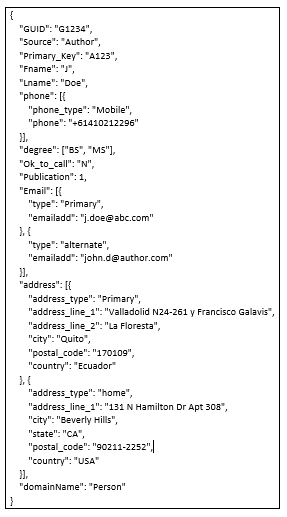 {
"GUID": "G1234",
"Source": "Author",
"Primary_Key": "A123",
"Fname": "J",
"Lname": "Doe",
"phone": [{
"phone_type": "Mobile",
"phone": "+61410212296"
}],
"degree": ["BS", "MS"],
"Ok_to_call": "N",
"Publication": 1,
"Email": [{
"type": "Primary",
"emailadd": "j.doe@abc.com"
}, {
"type": "alternate",
"emailadd": "john.d@author.com"
}],
"address": [{
"address_type": "Primary",
"address_line_1": "Valladolid N24-261 y Francisco Galavis",
"address_line_2": "La Floresta",
"city": "Quito",
"postal_code": "170109",
"country": "Ecuador"
}, {
"address_type": "home",
"address_line_1": "131 N Hamilton Dr Apt 308",
"city": "Beverly Hills",
"state": "CA",
"postal_code": "90211-2252",
"country": "USA"
}],
"domainName": "Person"
}